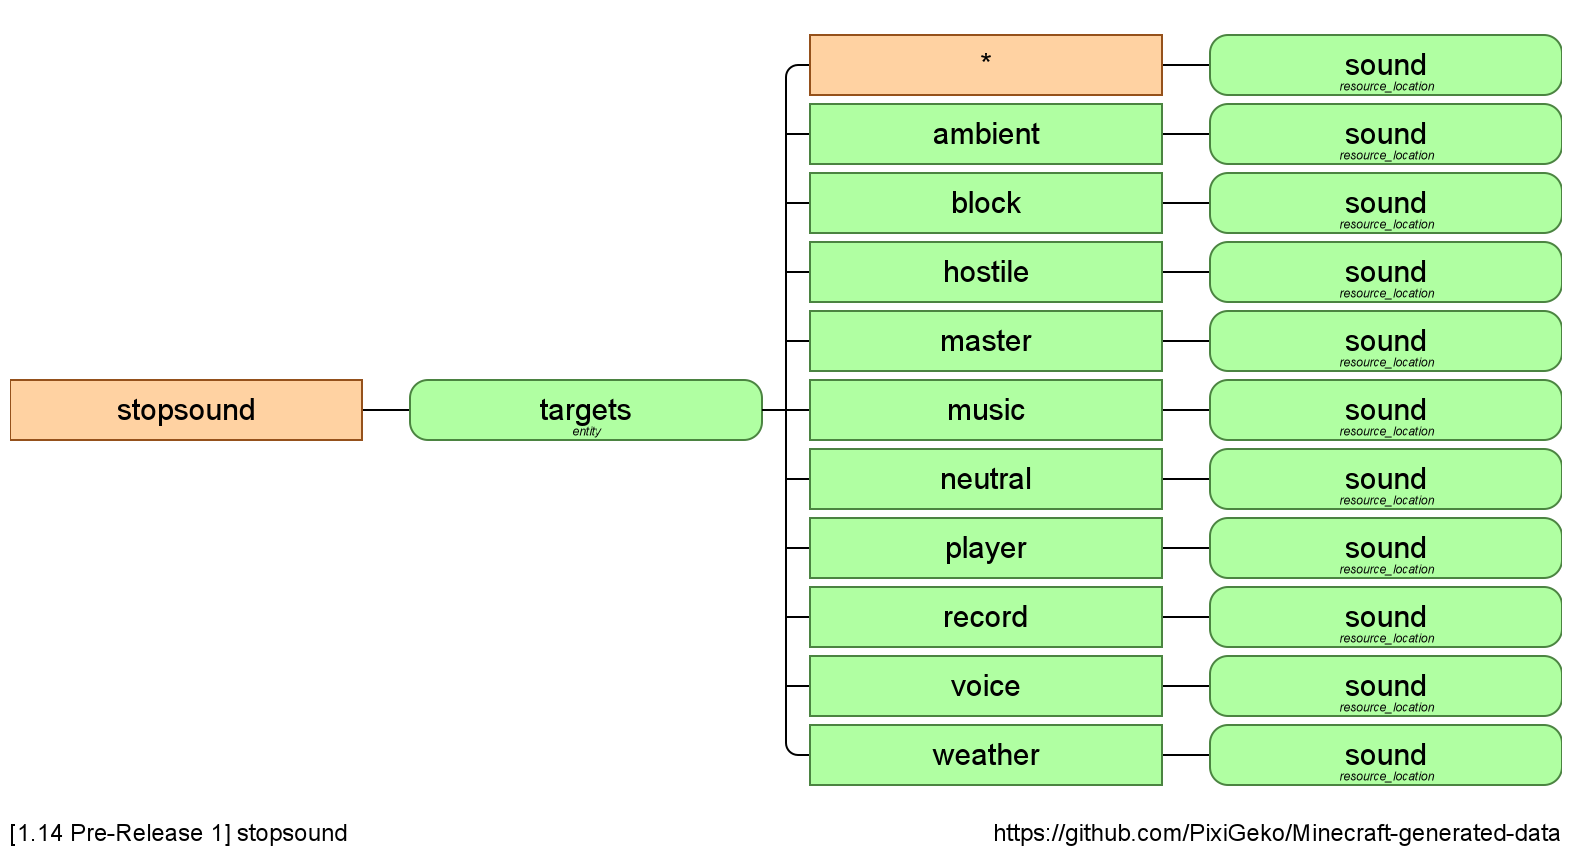 *
sound
resource_location
ambient
sound
resource_location
block
sound
resource_location
hostile
sound
resource_location
master
sound
resource_location
stopsound
targets
entity
music
sound
resource_location
neutral
sound
resource_location
player
sound
resource_location
record
sound
resource_location
voice
sound
resource_location
weather
sound
resource_location
[1.14 Pre-Release 1] stopsound
https://github.com/PixiGeko/Minecraft-generated-data